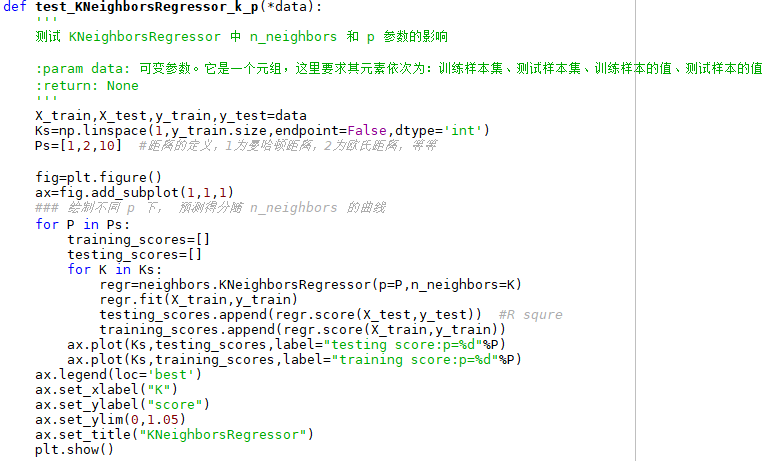 def test_KNeighborsRegressor_k_p(*data):
    '''
    测试 KNeighborsRegressor 中 n_neighbors 和 p 参数的影响

    :param data: 可变参数。它是一个元组，这里要求其元素依次为：训练样本集、测试样本集、训练样本的值、测试样本的值
    :return: None
    '''
    X_train,X_test,y_train,y_test=data
    Ks=np.linspace(1,y_train.size,endpoint=False,dtype='int')
    Ps=[1,2,10]  #距离的定义，1为曼哈顿距离，2为欧氏距离，等等

    fig=plt.figure()
    ax=fig.add_subplot(1,1,1)
    ### 绘制不同 p 下， 预测得分随 n_neighbors 的曲线
    for P in Ps:
        training_scores=[]
        testing_scores=[]
        for K in Ks:
            regr=neighbors.KNeighborsRegressor(p=P,n_neighbors=K)
            regr.fit(X_train,y_train)
            testing_scores.append(regr.score(X_test,y_test))  #R squre
            training_scores.append(regr.score(X_train,y_train))
        ax.plot(Ks,testing_scores,label="testing score:p=%d"%P)
        ax.plot(Ks,training_scores,label="training score:p=%d"%P)
    ax.legend(loc='best')
    ax.set_xlabel("K")
    ax.set_ylabel("score")
    ax.set_ylim(0,1.05)
    ax.set_title("KNeighborsRegressor")
    plt.show()